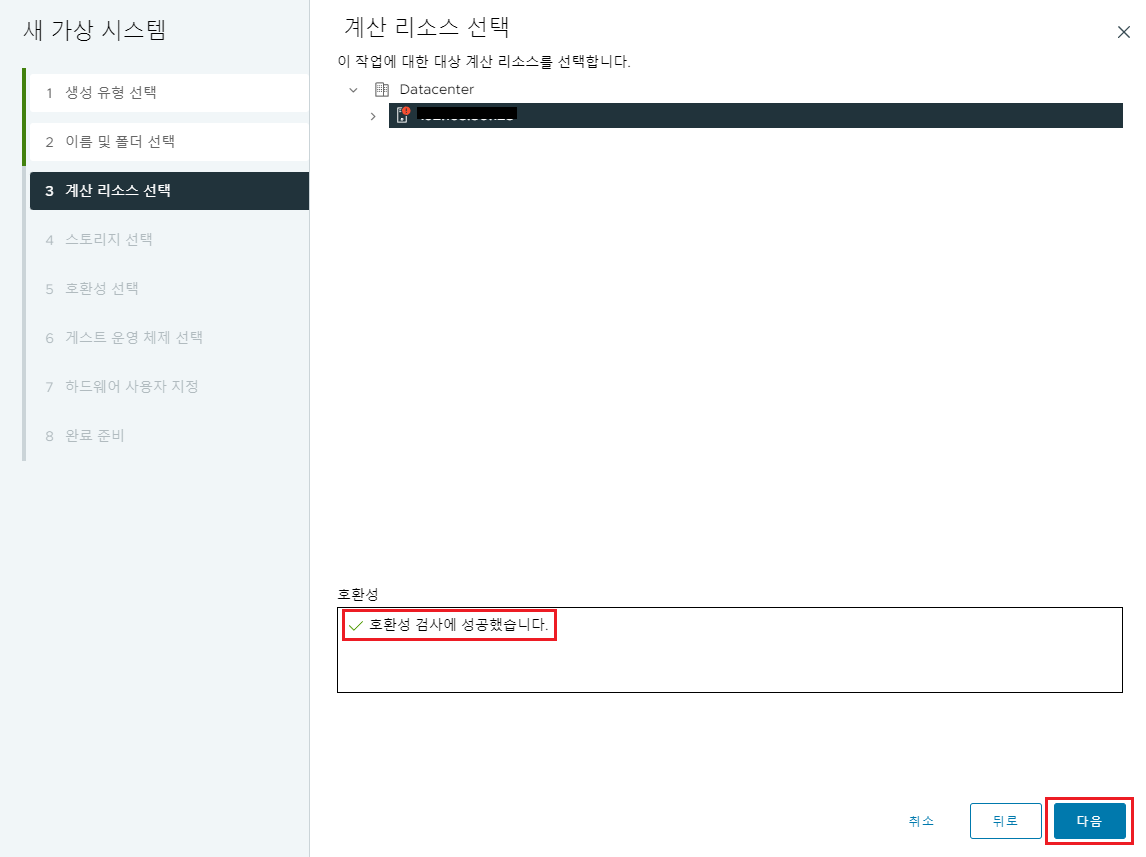 새 가상 시스템
1 생성 유형 선택
2 이름 및 폴더 선택
3 계산 리소스 선택
4 스토리지 선택
5 호환성 선택
6 게스트 운영 체제 선택
7 하드웨어 사용자 지정
8 완료 준비
계산 리소스 선택
이 작업에 대한 대상 계산 리소스를 선택합니다.
Datacenter
호환성
호환성 검사에 성공했습니다.
취소
뒤로
다음